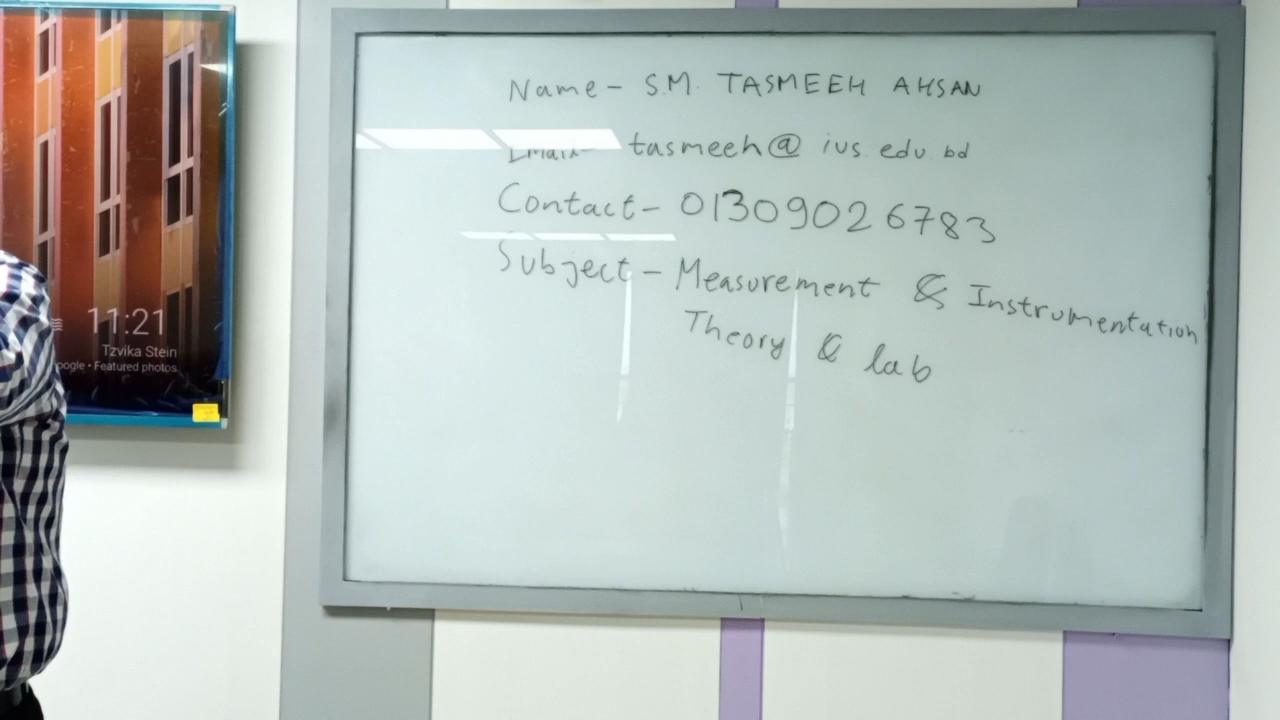 11:21
Tzvika Stein
oogle • Featured photos
Name - S.M. TASMEEH AHSAN
Email - tasmeeh@ius.edu.bd
Contact - 01309026783
Subject - Measurement & Instrumentation
Theory & lab